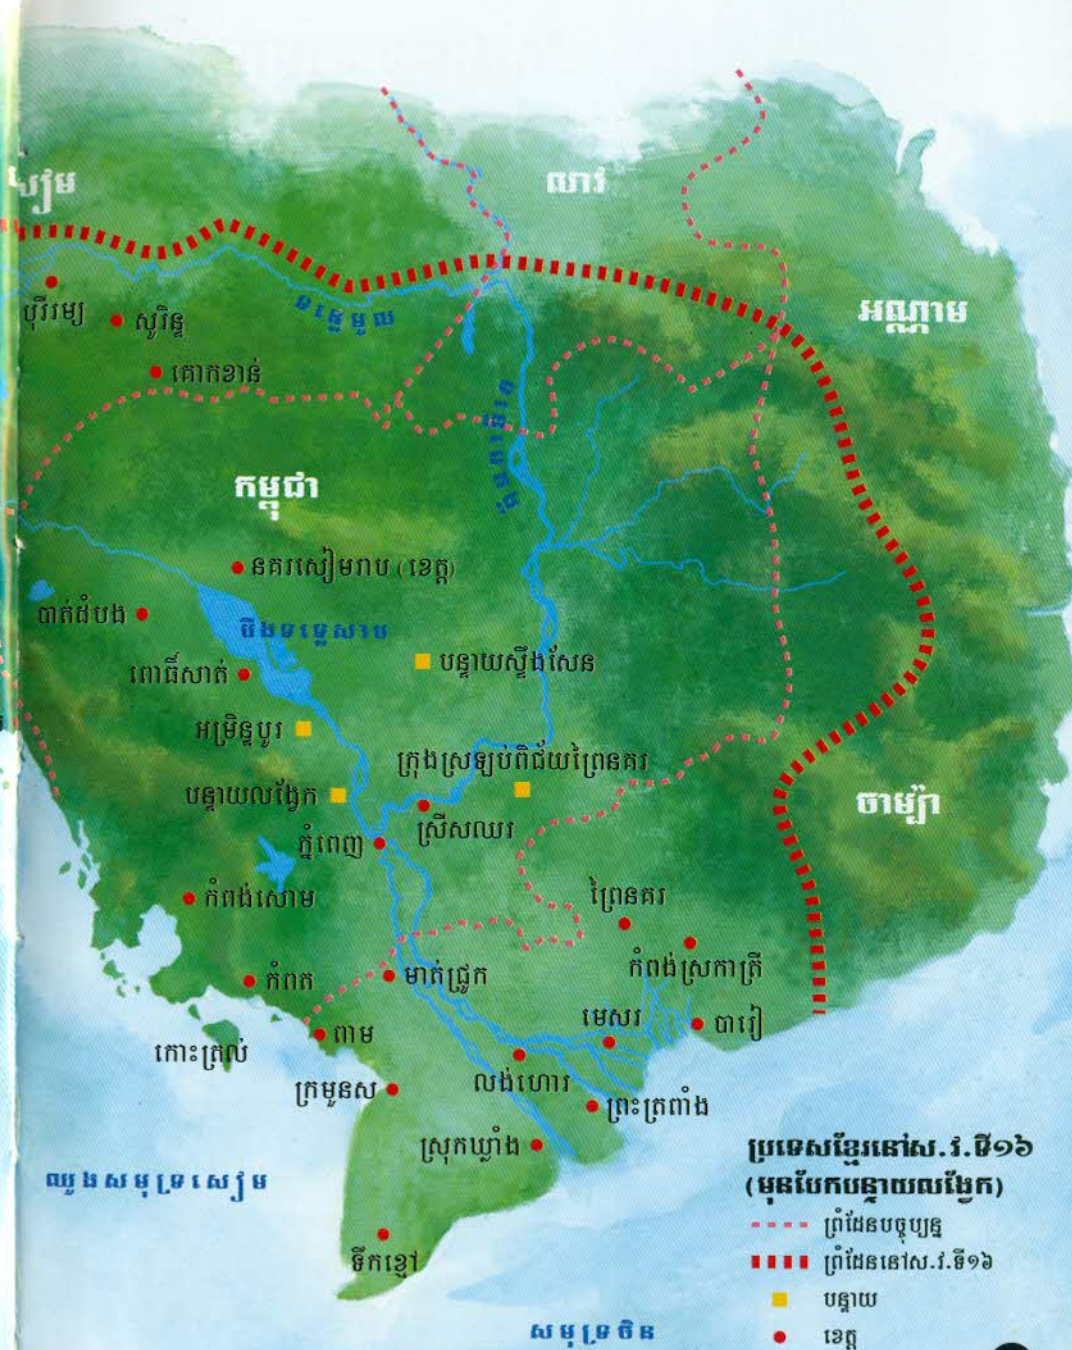 សៀម
លាវ
អណ្ណាម
បុរីរម្យ
សូរិន្ទ
ទន្លេមូល
គោកខាន់
កម្ពុជា
នគរសៀមរាប (ខេត្ត)
បាត់ដំបង
បឹងទន្លេសាប
ពោធិ៍សាត់
បន្ទាយស្ទឹងសែន
អម្រិន្ទបូរ
ក្រុងស្រឡប់ពិជ័យព្រៃនគរ
បន្ទាយលង្វែក
ចាម្ប៉ា
ស្រីសឈរ
ភ្នំពេញ
កំពង់សោម
ព្រៃនគរ
កំពត
មាត់ជ្រូក
កំពង់ស្រកាត្រី
មេសរ
បារៀ
ពាម
កោះត្រល់
ក្រមួនស
លង់ហោរ
ព្រះត្រពាំង
ស្រុកឃ្លាំង
ឈូងសមុទ្រសៀម
ទឹកខ្មៅ
សមុទ្រចិន
ប្រទេសខ្មែរនៅស.វ.ទី១៦
(មុនបែកបន្ទាយលង្វែក)
ព្រំដែនបច្ចុប្បន្ន
ព្រំដែននៅស.វ.ទី១៦
បន្ទាយ
ខេត្ត